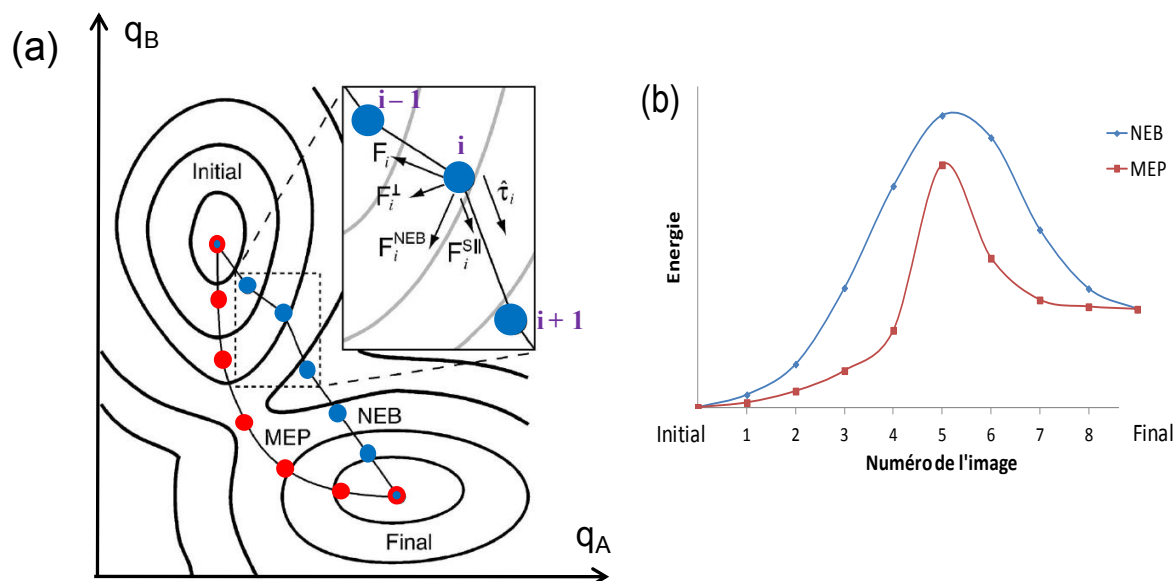 (a)
q_B
Initial
i – 1
i
F_i
F_i^⊥
F_i^NEB
F_i^S||
τ̂_i
i + 1
NEB
MEP
Final
q_A
(b)
NEB
MEP
Energie
Initial 1 2 3 4 5 6 7 8 Final
Numéro de l'image